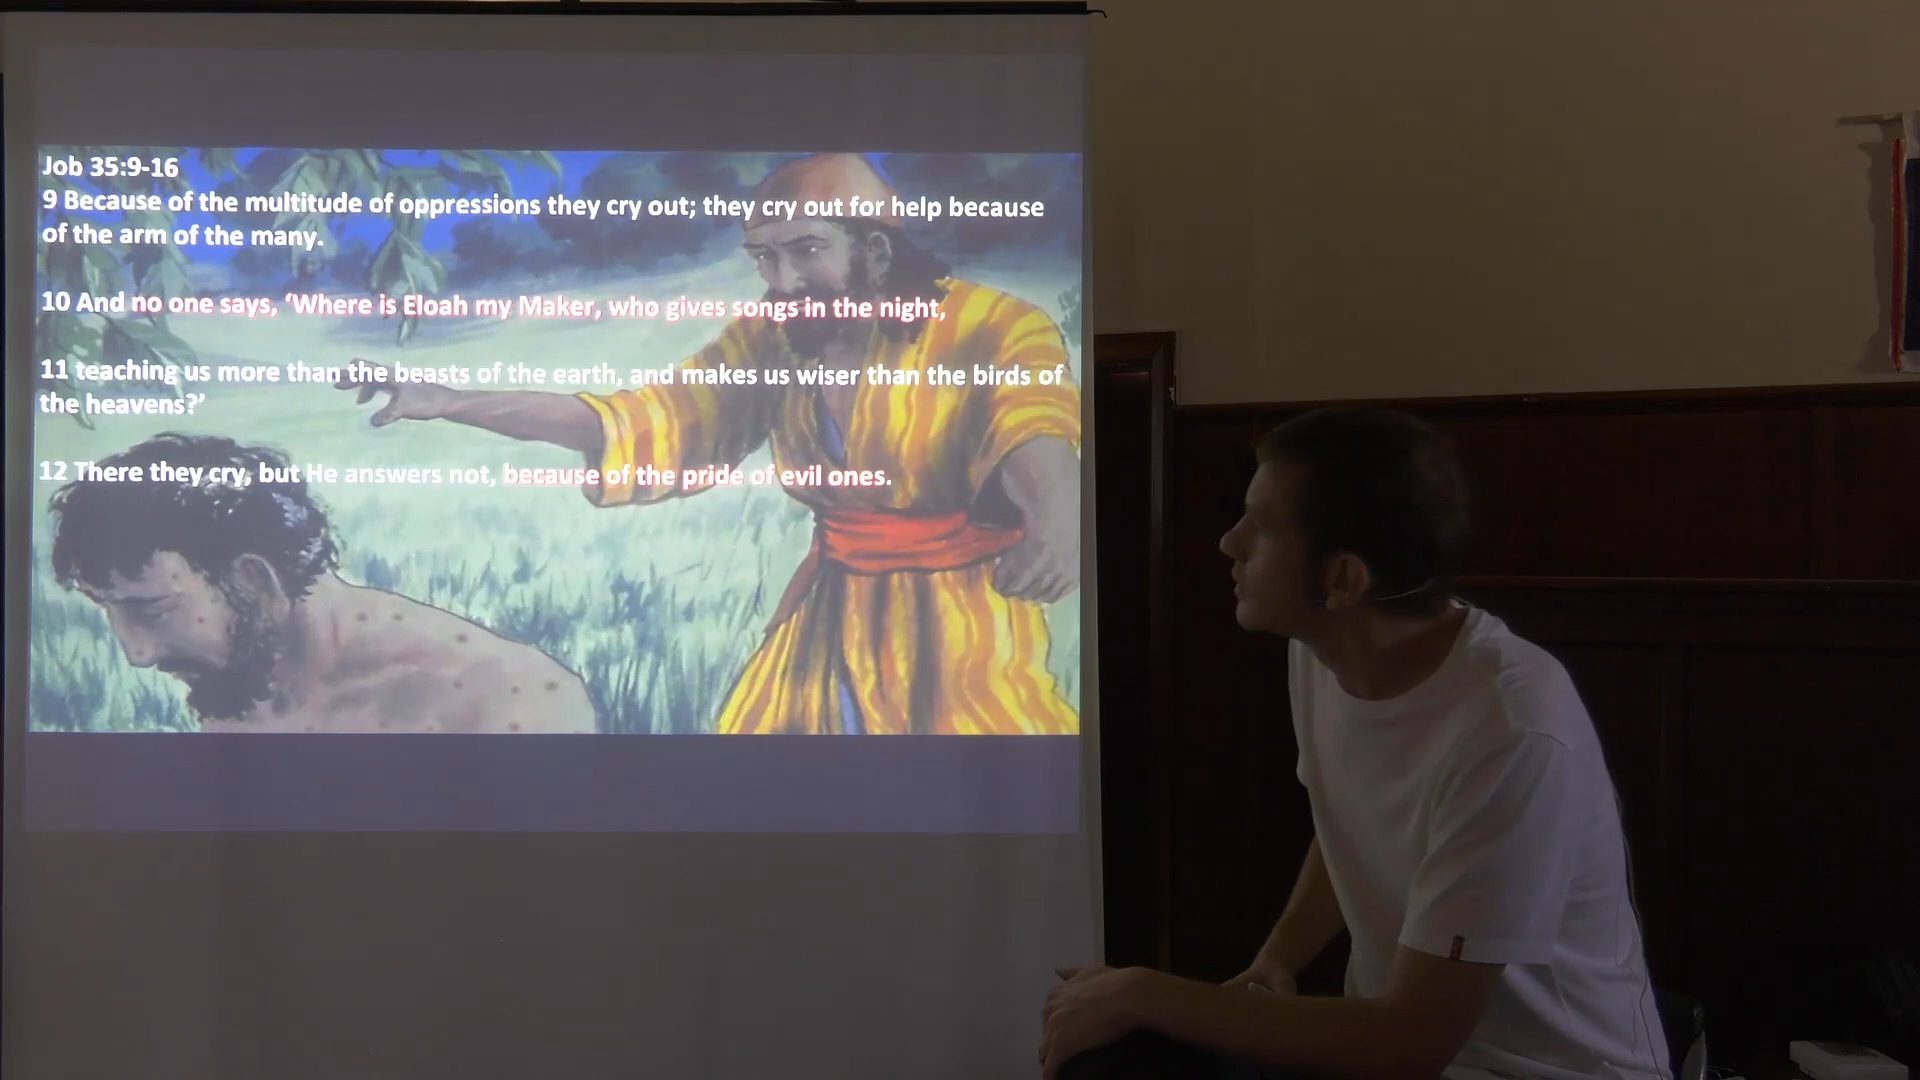 Job 35:9-16
9 Because of the multitude of oppressions they cry out; they cry out for help because
of the arm of the many.
10 And no one says, ‘Where is Eloah my Maker, who gives songs in the night,
11 teaching us more than the beasts of the earth, and makes us wiser than the birds of
the heavens?’
12 There they cry, but He answers not, because of the pride of evil ones.